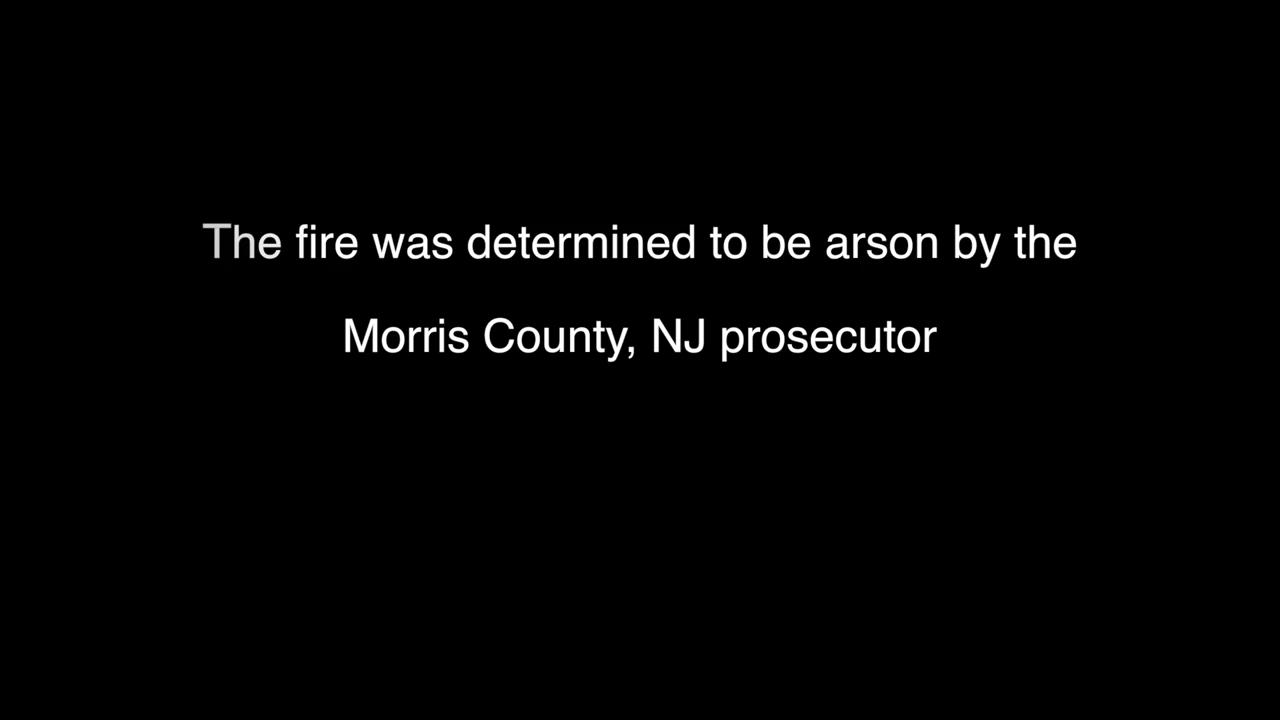 The fire was determined to be arson by the
Morris County, NJ prosecutor